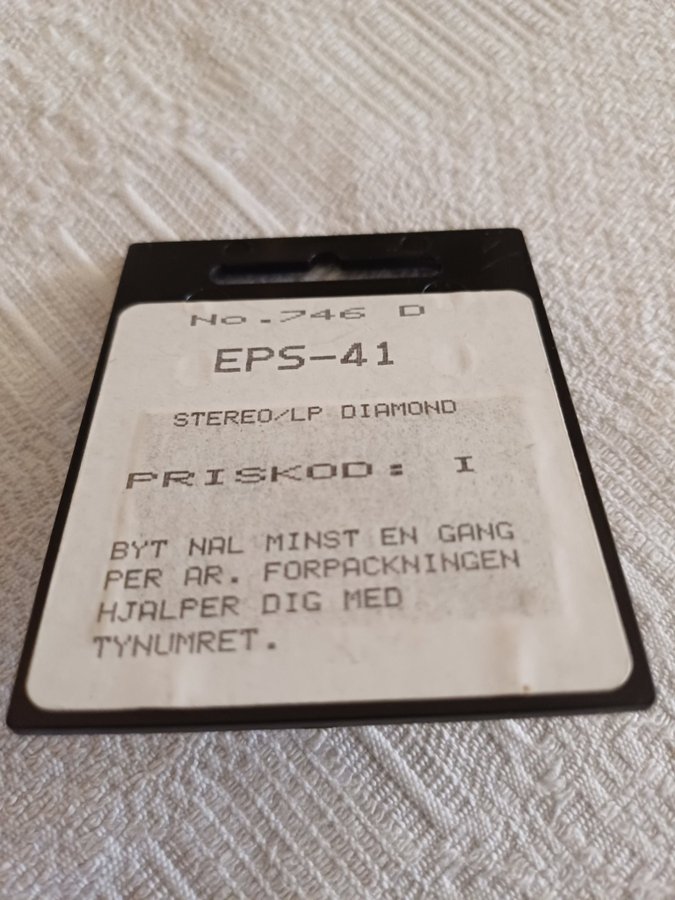 No.746 D
EPS-41
STEREO/LP DIAMOND
PRISKOD: I
BYT NAL MINST EN GANG
PER AR. FORPACKNINGEN
HJALPER DIG MED
TYNUMRET.